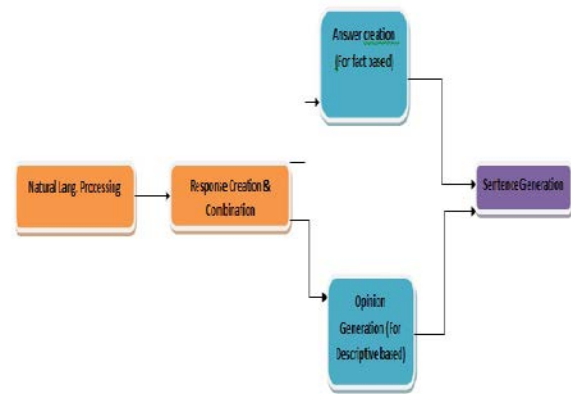 Answer creation
(For fact based)
Natural Lang. Processing
Response Creation &
Combination
Sentence Generation
Opinion
Generation (For
Descriptive based)